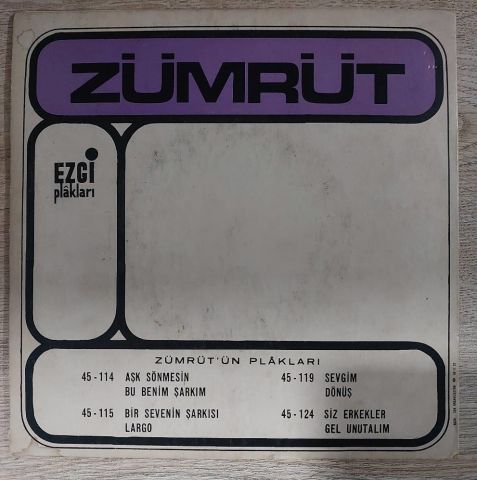 ZÜMRÜT
EZGİ
plâkları
ZÜMRÜT'ÜN PLÂKLARI
45-114 AŞK SÖNMESİN
BU BENİM ŞARKIM
45-115 BİR SEVENİN ŞARKISI
LARGO
45-119 SEVGİM
DÖNÜŞ
45-124 SİZ ERKEKLER
GEL UNUTALIM